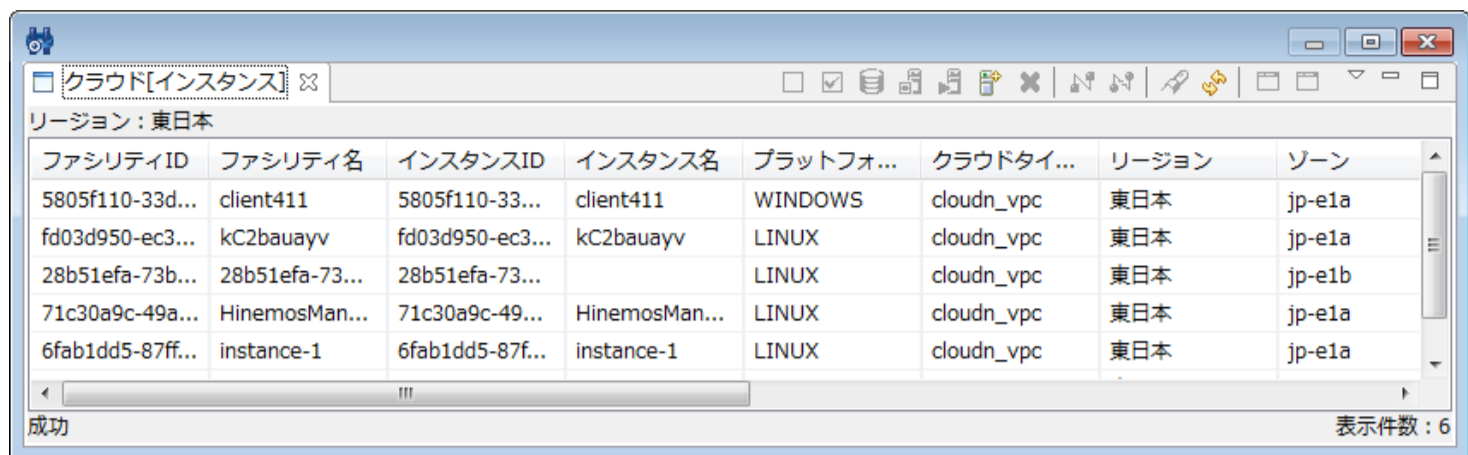 クラウド[インスタンス]
リージョン：東日本
ファシリティID ファシリティ名 インスタンスID インスタンス名 プラットフォ... クラウドタイ... リージョン ゾーン
5805f110-33d... client411 5805f110-33... client411 WINDOWS cloudn_vpc 東日本 jp-e1a
fd03d950-ec3... kC2bauayv fd03d950-ec3... kC2bauayv LINUX cloudn_vpc 東日本 jp-e1a
28b51efa-73b... 28b51efa-73... 28b51efa-73... LINUX cloudn_vpc 東日本 jp-e1b
71c30a9c-49a... HinemosMan... 71c30a9c-49... HinemosMan... LINUX cloudn_vpc 東日本 jp-e1a
6fab1dd5-87ff... instance-1 6fab1dd5-87f... instance-1 LINUX cloudn_vpc 東日本 jp-e1a
成功 表示件数：6